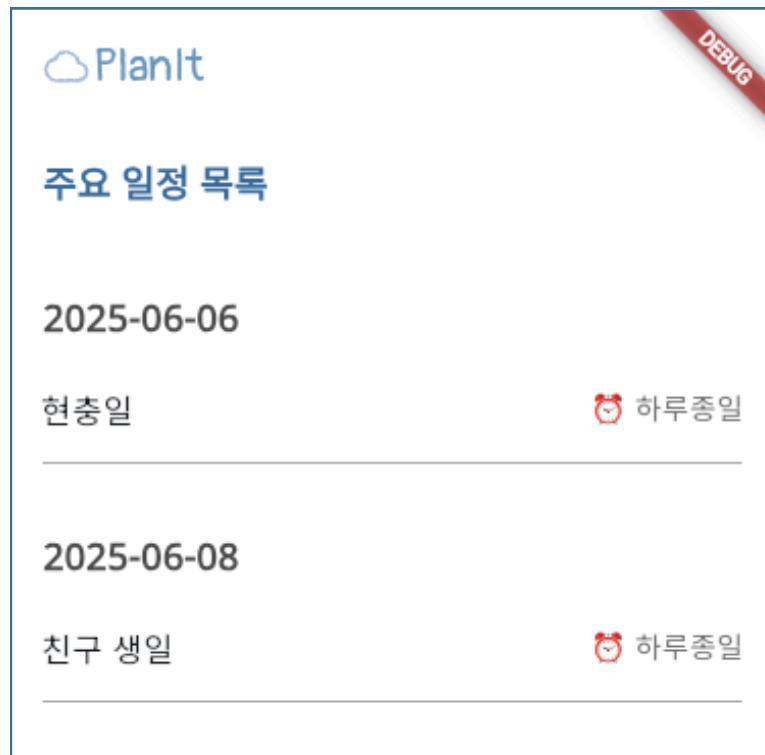 PlanIt
DEBUG
주요 일정 목록
2025-06-06
현충일 ⏰ 하루종일
2025-06-08
친구 생일 ⏰ 하루종일